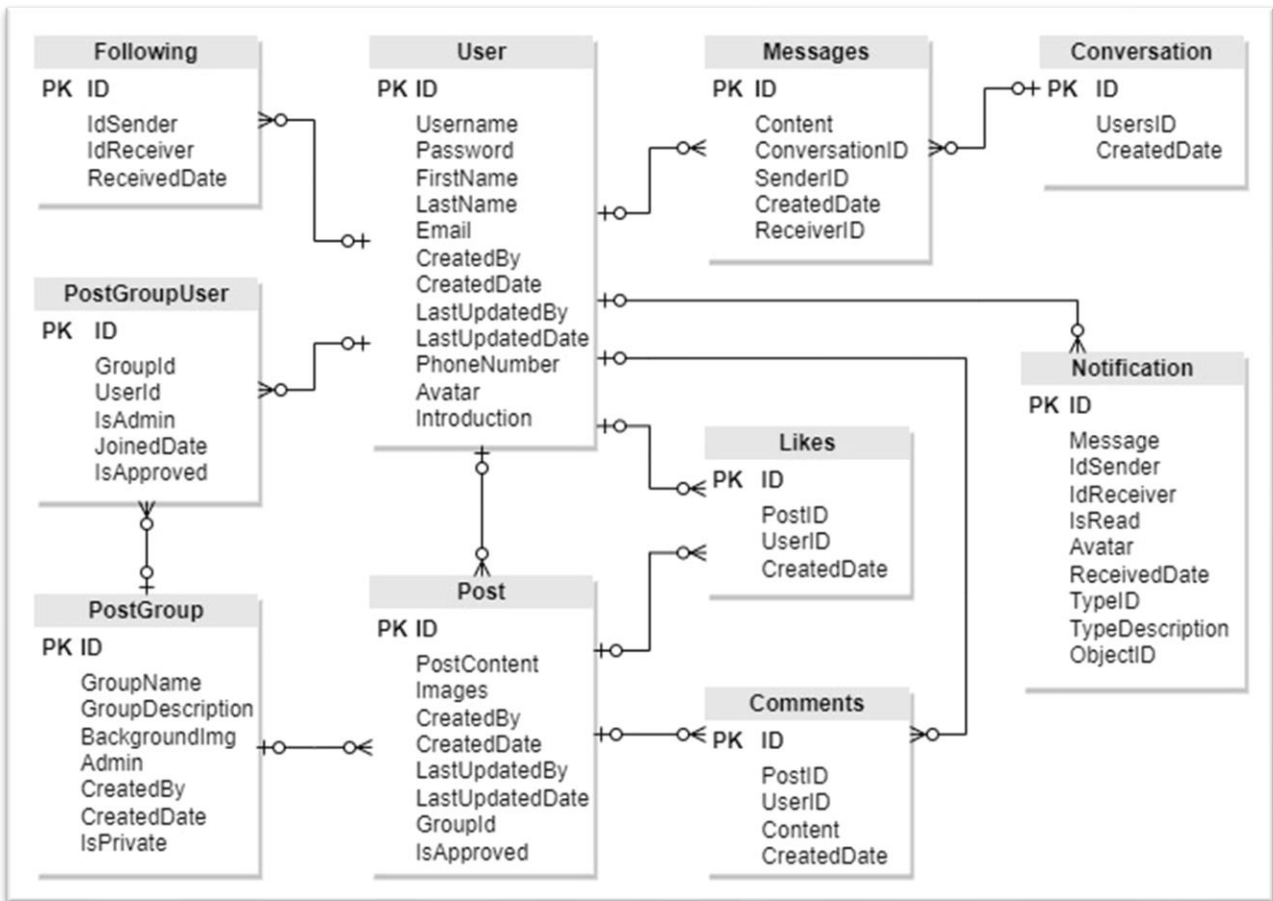 Following
PK ID
IdSender
IdReceiver
ReceivedDate
User
PK ID
Username
Password
FirstName
LastName
Email
CreatedBy
CreatedDate
LastUpdatedBy
LastUpdatedDate
PhoneNumber
Avatar
Introduction
Messages
PK ID
Content
ConversationID
SenderID
CreatedDate
ReceiverID
Conversation
PK ID
UsersID
CreatedDate
PostGroupUser
PK ID
GroupId
UserId
IsAdmin
JoinedDate
IsApproved
Notification
PK ID
Message
IdSender
IdReceiver
IsRead
Avatar
ReceivedDate
TypeID
TypeDescription
ObjectID
Likes
PK ID
PostID
UserID
CreatedDate
PostGroup
PK ID
GroupName
GroupDescription
BackgroundImg
Admin
CreatedBy
CreatedDate
IsPrivate
Post
PK ID
PostContent
Images
CreatedBy
CreatedDate
LastUpdatedBy
LastUpdatedDate
GroupId
IsApproved
Comments
PK ID
PostID
UserID
Content
CreatedDate